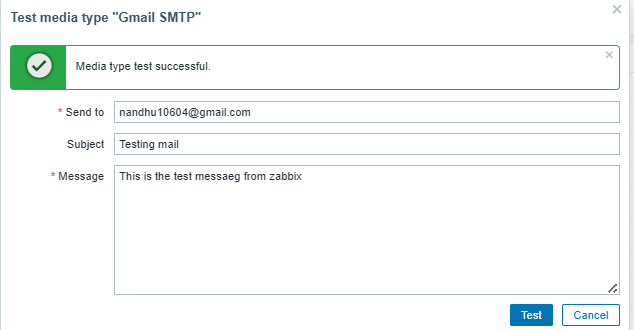 Test media type "Gmail SMTP"
Media type test successful.
* Send to nandhu10604@gmail.com
Subject Testing mail
* Message This is the test messaeg from zabbix
Test Cancel